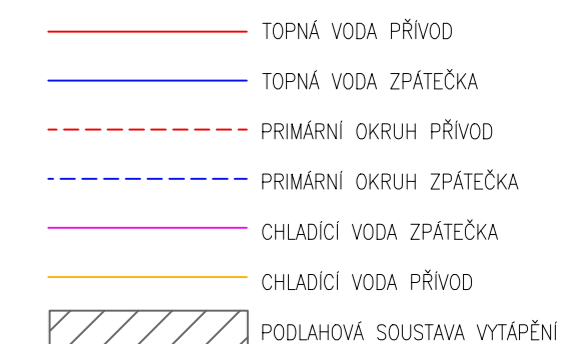 TOPNÁ VODA PŘÍVOD
TOPNÁ VODA ZPÁTEČKA
PRIMÁRNÍ OKRUH PŘÍVOD
PRIMÁRNÍ OKRUH ZPÁTEČKA
CHLADÍCÍ VODA ZPÁTEČKA
CHLADÍCÍ VODA PŘÍVOD
PODLAHOVÁ SOUSTAVA VYTÁPĚNÍ